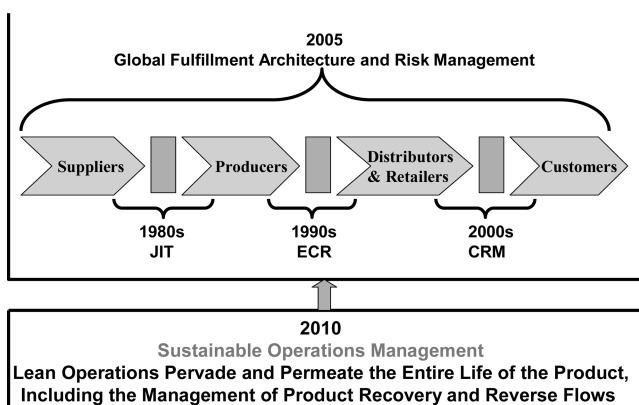 2005
Global Fulfillment Architecture and Risk Management
Suppliers
Producers
Distributors
& Retailers
Customers
1980s
JIT
1990s
ECR
2000s
CRM
2010
Sustainable Operations Management
Lean Operations Pervade and Permeate the Entire Life of the Product,
Including the Management of Product Recovery and Reverse Flows